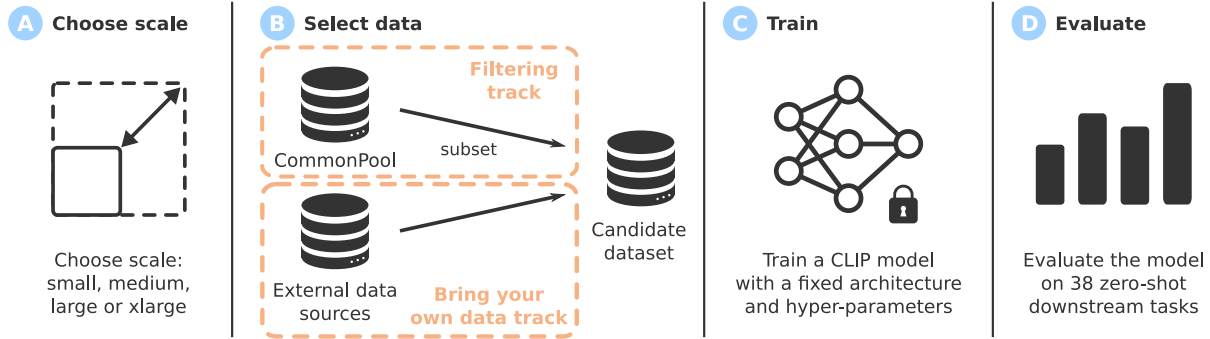 A Choose scale
Choose scale:
small, medium,
large or xlarge
B Select data
Filtering
track
CommonPool
subset
External data
sources
Bring your
own data track
Candidate
dataset
C Train
Train a CLIP model
with a fixed architecture
and hyper-parameters
D Evaluate
Evaluate the model
on 38 zero-shot
downstream tasks